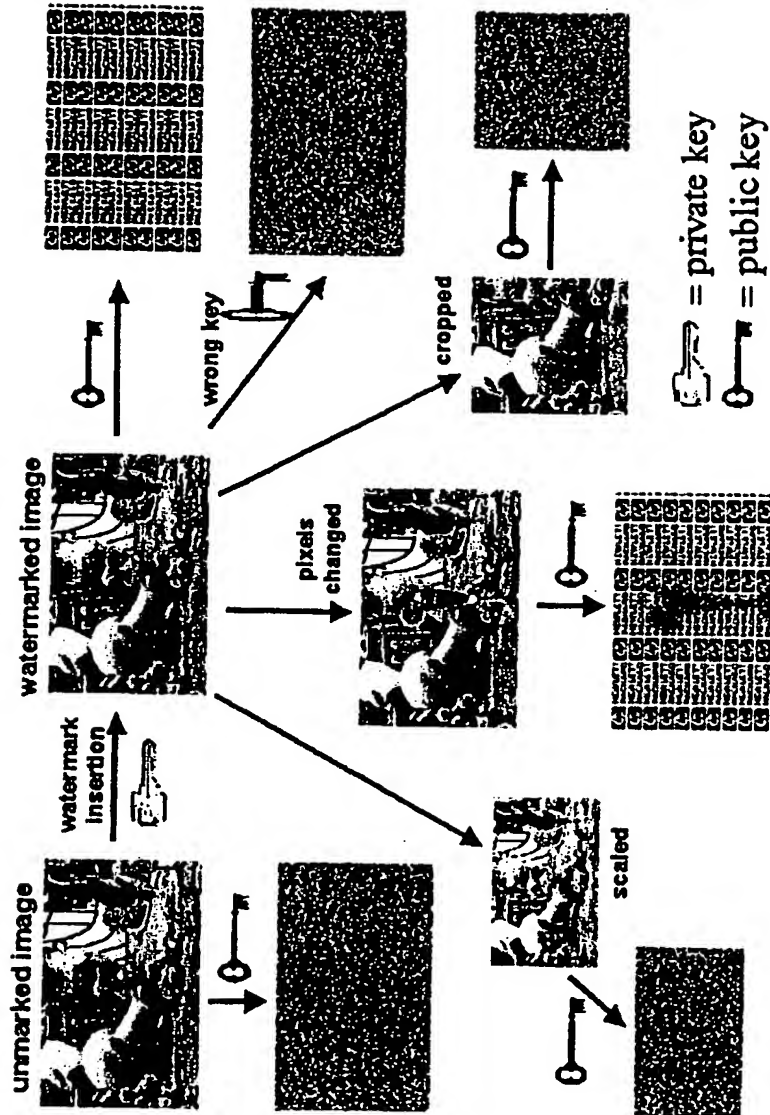 unmarked image
watermark
insertion
watermarked image
wrong key
pixels
changed
cropped
scaled
= private key
= public key